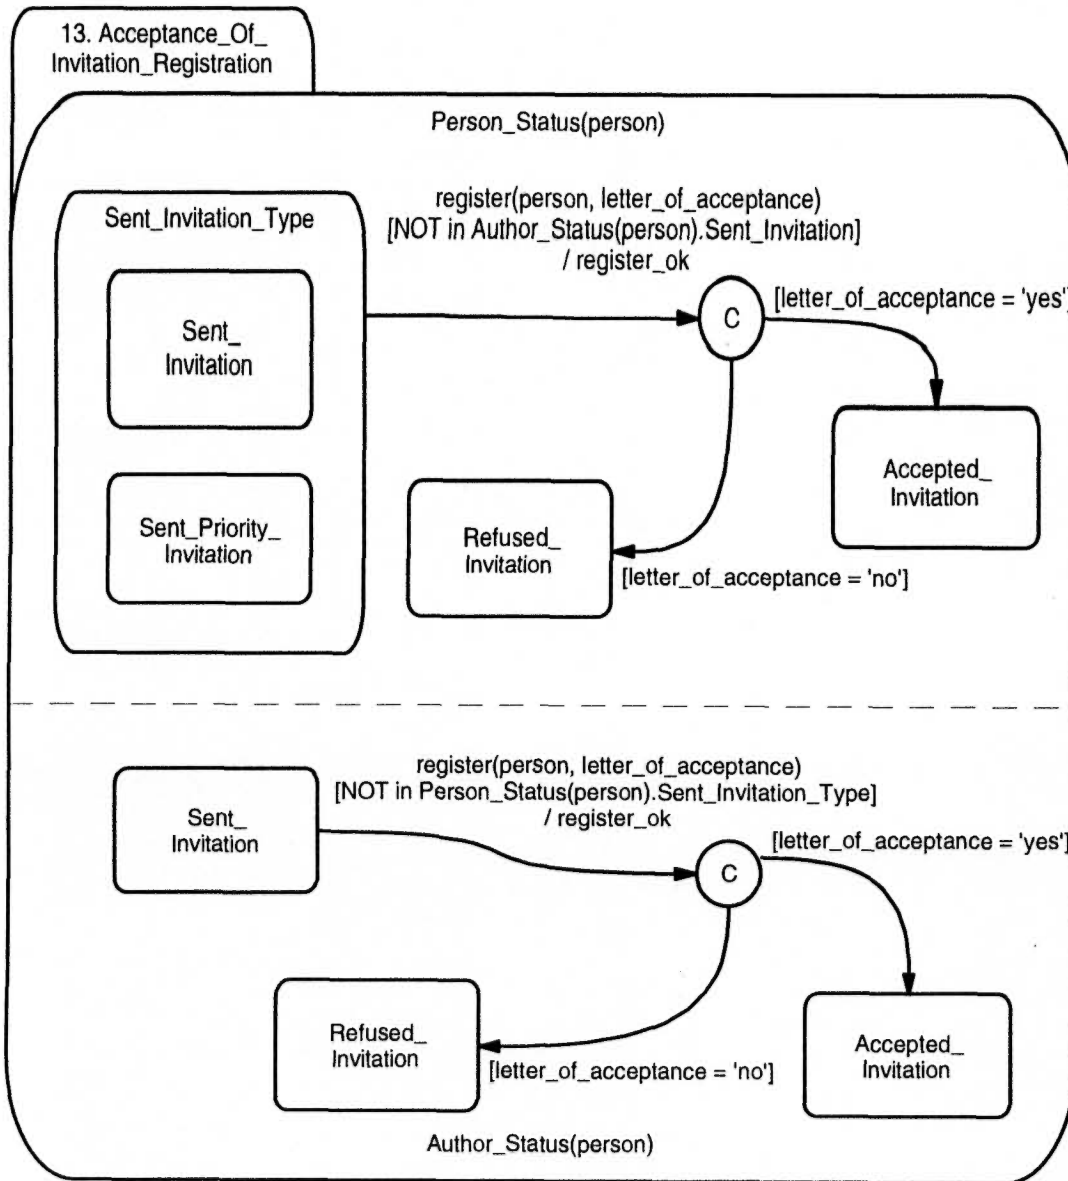 13. Acceptance_Of_
Invitation_Registration
Person_Status(person)
Sent_Invitation_Type
register(person, letter_of_acceptance)
[NOT in Author_Status(person).Sent_Invitation]
/ register_ok
C
[letter_of_acceptance = 'yes']
Sent_
Invitation
Accepted_
Invitation
Sent_Priority_
Invitation
Refused_
Invitation
[letter_of_acceptance = 'no']
register(person, letter_of_acceptance)
[NOT in Person_Status(person).Sent_Invitation_Type]
/ register_ok
Sent_
Invitation
C
[letter_of_acceptance = 'yes']
Refused_
Invitation
[letter_of_acceptance = 'no']
Accepted_
Invitation
Author_Status(person)